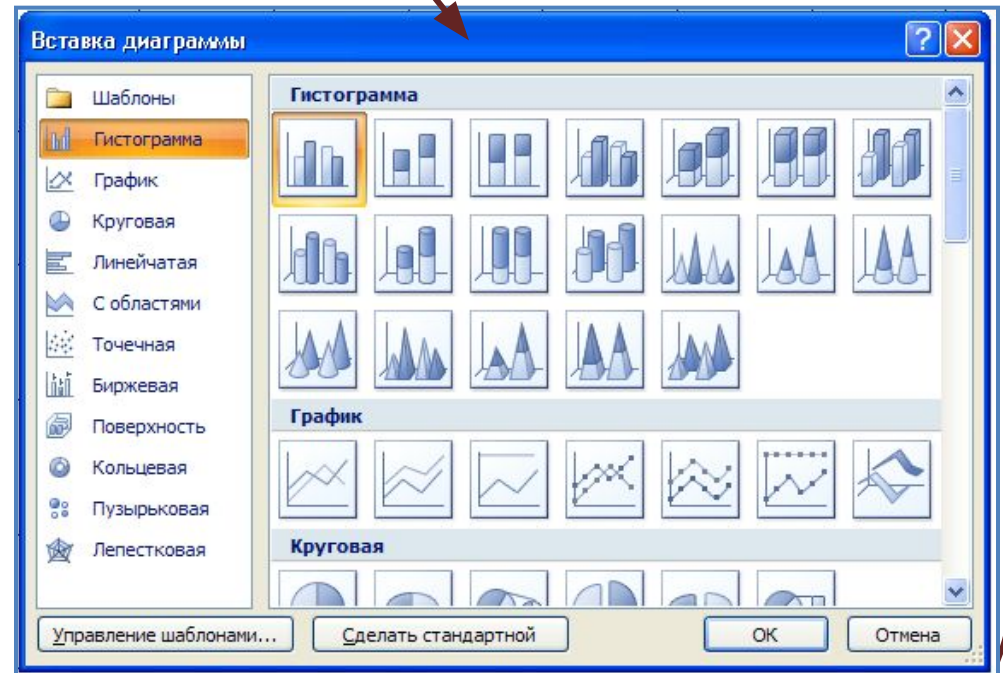 Вставка диаграммы
Шаблоны
Гистограмма
График
Круговая
Линейчатая
С областями
Точечная
Биржевая
Поверхность
Кольцевая
Пузырьковая
Лепестковая
Гистограмма
График
Круговая
Управление шаблонами...
Сделать стандартной
ОК
Отмена